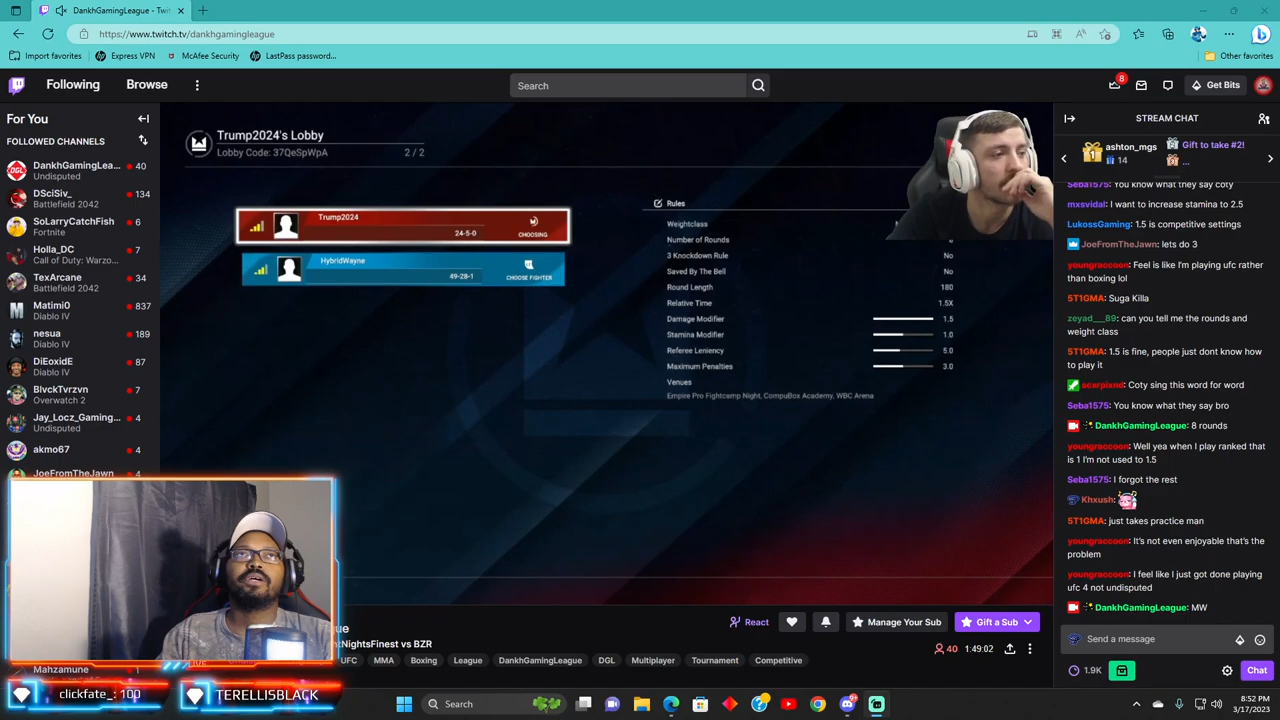 DankhGamingLeague - Twi
https://www.twitch.tv/dankhgamingleague
Import favorites
Express VPN
McAfee Security
LastPass password...
Other favorites
Following
Browse
Search
8
Get Bits
For You
FOLLOWED CHANNELS
DankhGamingLea...
Undisputed
40
DSciSiv_
Battlefield 2042
134
SoLarryCatchFish
Fortnite
6
Holla_DC
Call of Duty: Warzo...
7
TexArcane
Battlefield 2042
34
Matimi0
Diablo IV
837
nesua
Diablo IV
189
DiEoxidE
Diablo IV
87
BlvckTvrzvn
Overwatch 2
7
Jay_Locz_Gaming...
Undisputed
4
akmo67
4
JoeFromTheJawn
4
Mahzamune
Trump2024's Lobby
Lobby Code: 37QeSpWpA
2 / 2
Trump2024
24-5-0
CHOOSING
HybridWayne
49-28-1
CHOOSE FIGHTER
Rules
Weightclass
Number of Rounds
3 Knockdown Rule
No
Saved By The Bell
No
Round Length
180
Relative Time
1.5X
Damage Modifier
1.5
Stamina Modifier
1.0
Referee Leniency
5.0
Maximum Penalties
3.0
Venues
Empire Pro Fightcamp Night, CompuBox Academy, WBC Arena
React
Manage Your Sub
Gift a Sub
NightsFinest vs BZR
40
1:49:02
UFC
MMA
Boxing
League
DankhGamingLeague
DGL
Multiplayer
Tournament
Competitive
LIVE
clickfate_: 100
TERELLISBLACK
STREAM CHAT
ashton_mgs
14
Gift to take #2!
...
Seba1575: You know what they say coty
mxsvidal: I want to increase stamina to 2.5
LukossGaming: 1.5 is competitive settings
JoeFromTheJawn: lets do 3
youngraccoon: Feel is like I'm playing ufc rather
than boxing lol
5T1GMA: Suga Killa
zeyad___89: can you tell me the rounds and
weight class
5T1GMA: 1.5 is fine, people just dont know how
to play it
scarpixnd: Coty sing this word for word
Seba1575: You know what they say bro
DankhGamingLeague: 8 rounds
youngraccoon: Well yea when I play ranked that
is 1 I'm not used to 1.5
Seba1575: I forgot the rest
Khxush:
5T1GMA: just takes practice man
youngraccoon: It's not even enjoyable that's the
problem
youngraccoon: I feel like I just got done playing
ufc 4 not undisputed
DankhGamingLeague: MW
Send a message
1.9K
Chat
Search
8:52 PM
3/17/2023